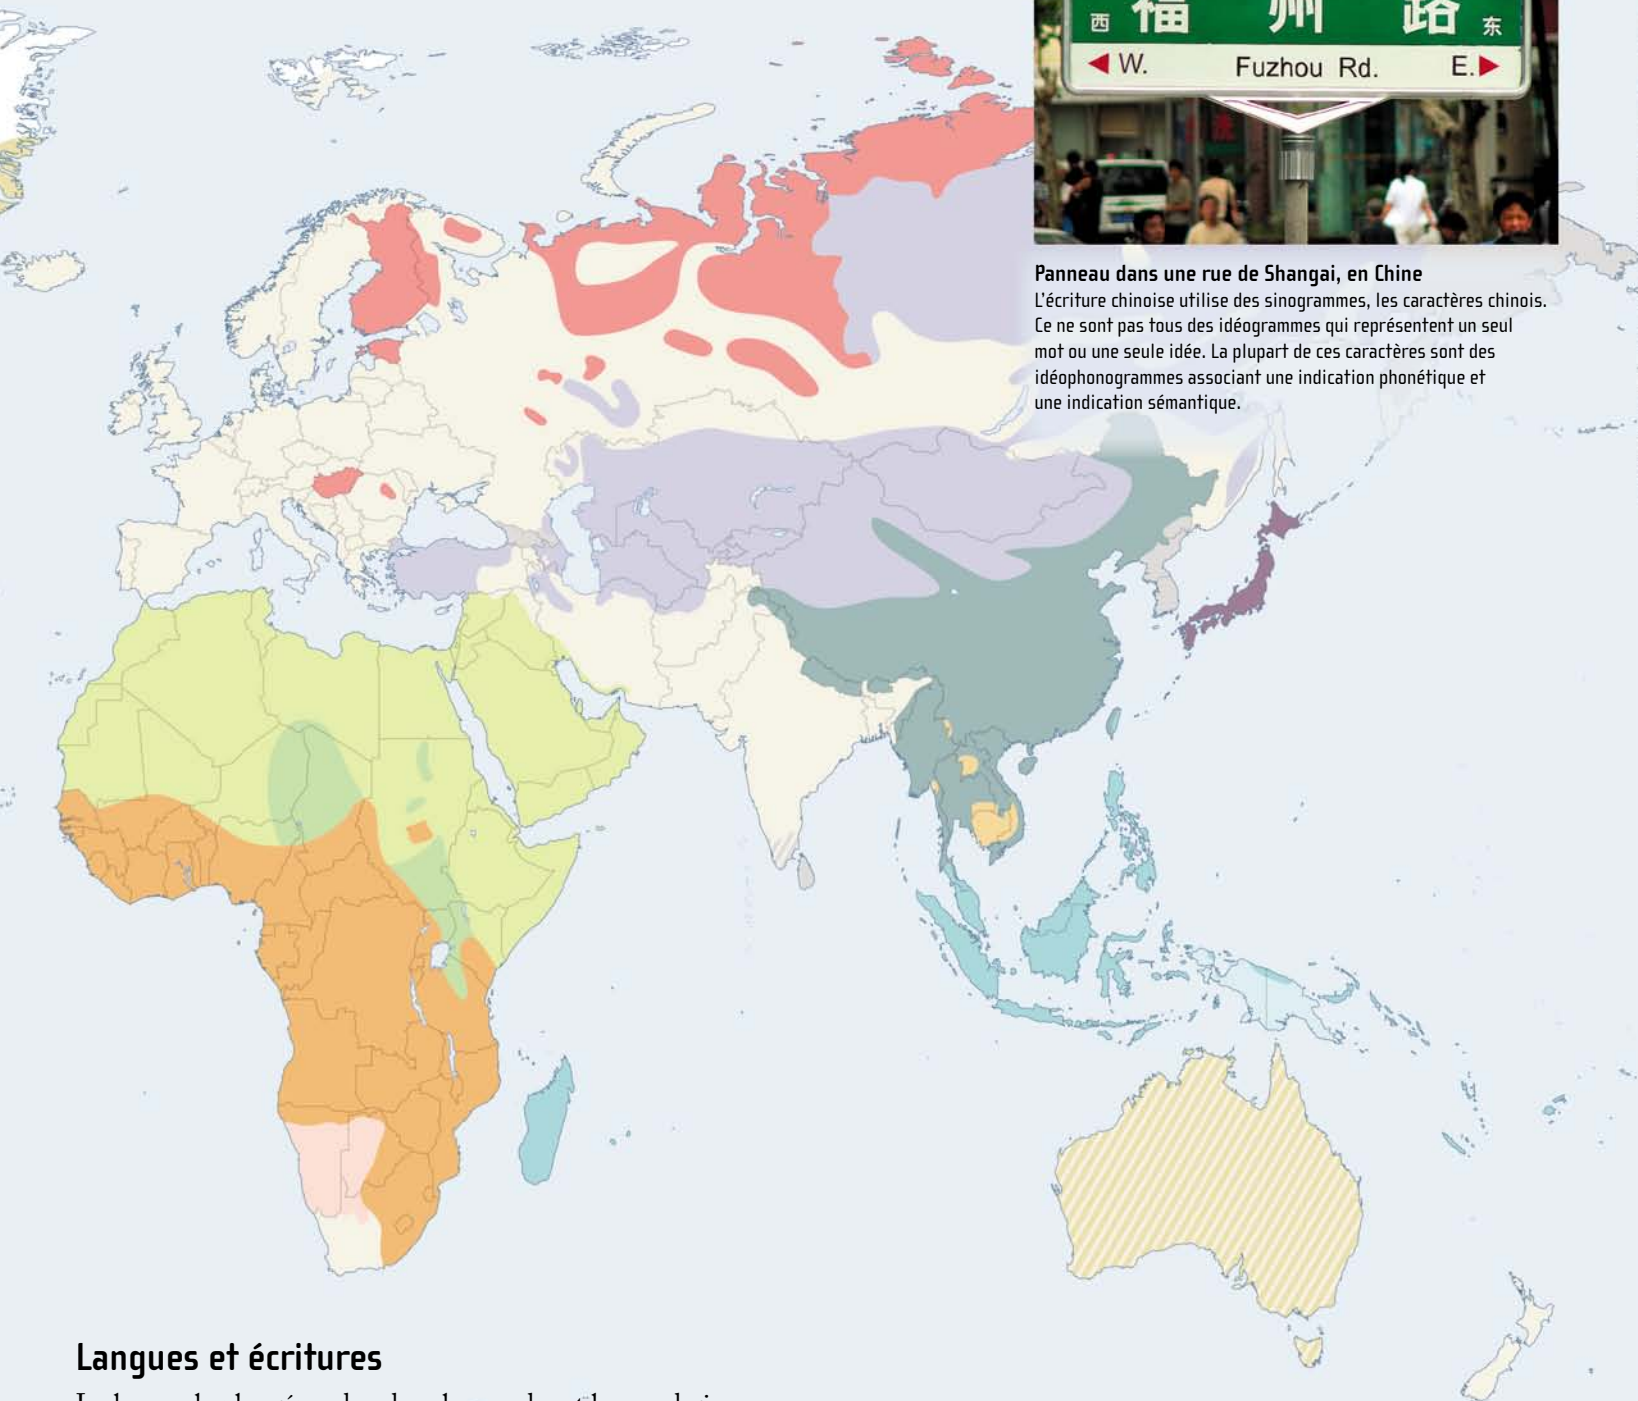 西 福 州 路 东
W. Fuzhou Rd. E.
Panneau dans une rue de Shangai, en Chine
L'écriture chinoise utilise des sinogrammes, les caractères chinois.
Ce ne sont pas tous des idéogrammes qui représentent un seul
mot ou une seule idée. La plupart de ces caractères sont des
idéophonogrammes associant une indication phonétique et
une indication sémantique.
Langues et écritures